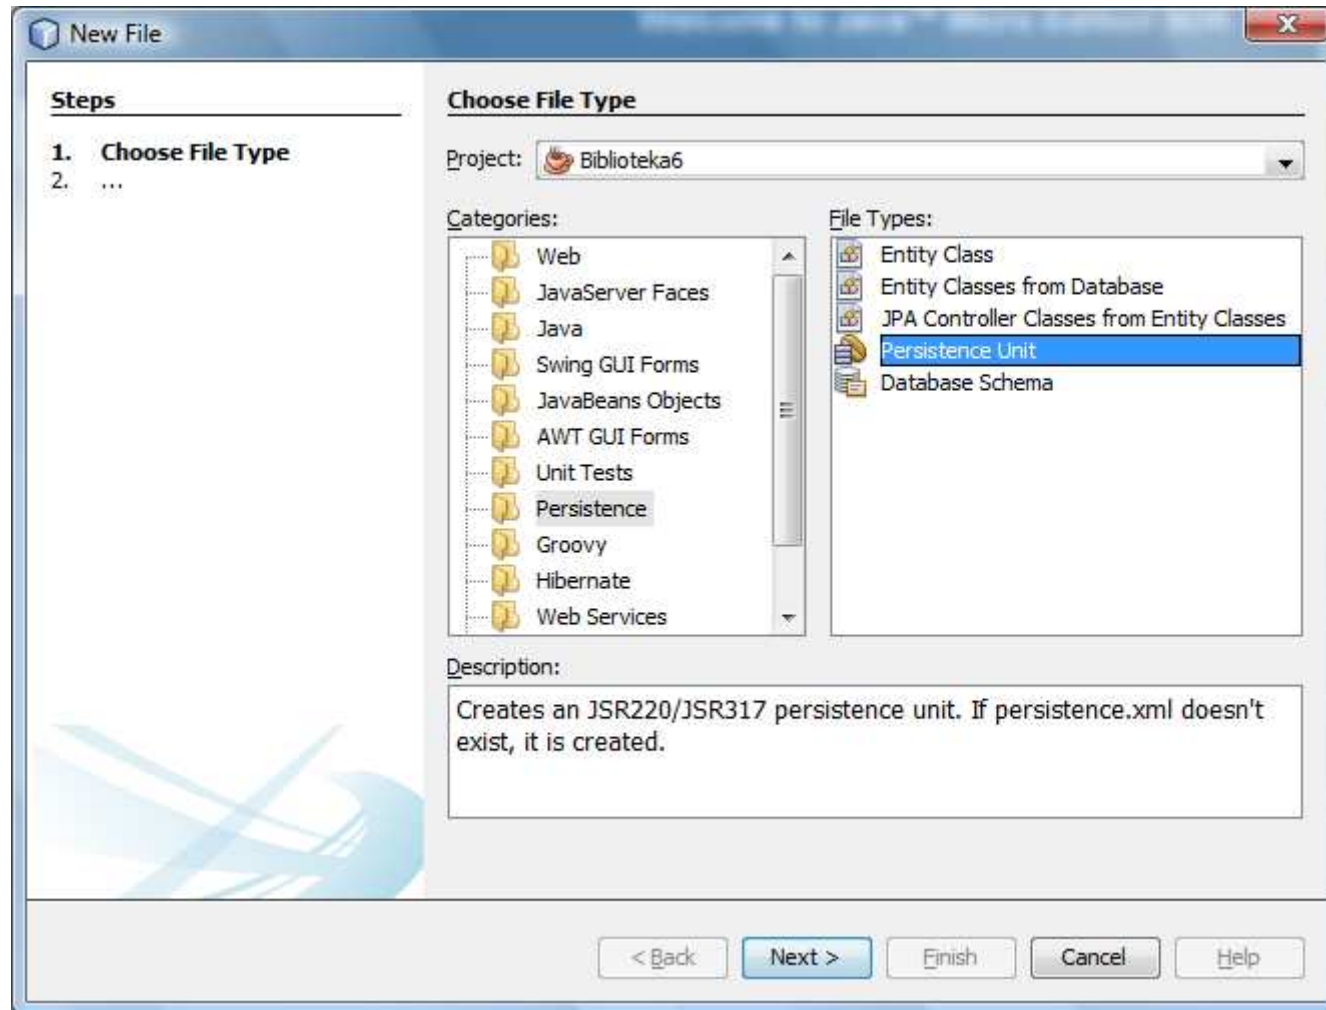 New File
Steps
1. Choose File Type
2. ...
Choose File Type
Project: Biblioteka6
Categories:
Web
JavaServer Faces
Java
Swing GUI Forms
JavaBeans Objects
AWT GUI Forms
Unit Tests
Persistence
Groovy
Hibernate
Web Services
File Types:
Entity Class
Entity Classes from Database
JPA Controller Classes from Entity Classes
Persistence Unit
Database Schema
Description:
Creates an JSR220/JSR317 persistence unit. If persistence.xml doesn't
exist, it is created.
< Back Next > Finish Cancel Help